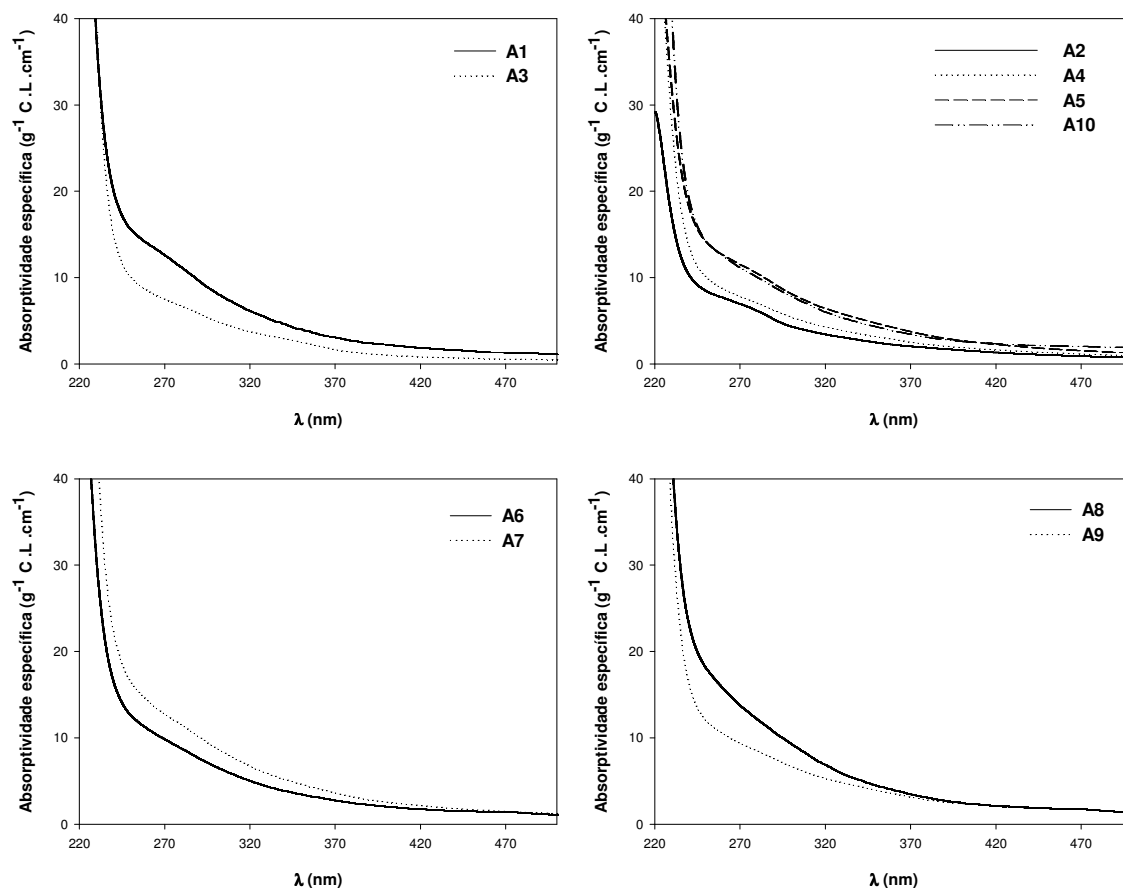 Absorptividade específica (g⁻¹ C .L .cm⁻¹)
40
30
20
10
0
A1
A3
220 270 320 370 420 470
λ (nm)
Absorptividade específica (g⁻¹ C .L .cm⁻¹)
40
30
20
10
0
A2
A4
A5
A10
220 270 320 370 420 470
λ (nm)
Absorptividade específica (g⁻¹ C .L .cm⁻¹)
40
30
20
10
0
A6
A7
220 270 320 370 420 470
λ (nm)
Absorptividade específica (g⁻¹ C .L .cm⁻¹)
40
30
20
10
0
A8
A9
220 270 320 370 420 470
λ (nm)